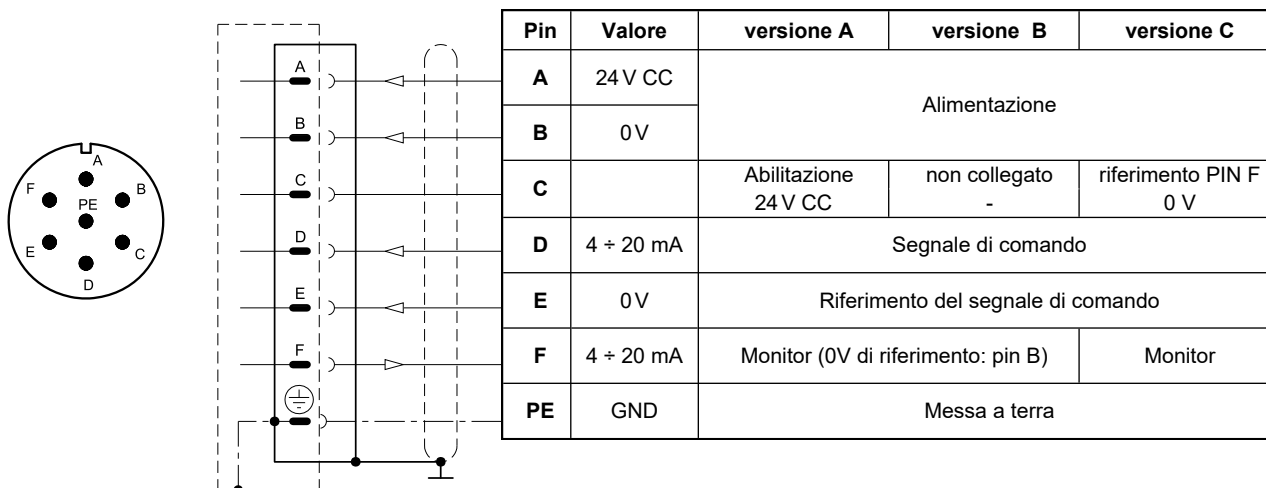 A
F
B
PE
E
C
D
A
B
C
D
E
F
Pin Valore versione A versione B versione C
A 24 V CC Alimentazione
B 0 V
C Abilitazione 24 V CC non collegato - riferimento PIN F 0 V
D 4 ÷ 20 mA Segnale di comando
E 0 V Riferimento del segnale di comando
F 4 ÷ 20 mA Monitor (0V di riferimento: pin B) Monitor
PE GND Messa a terra